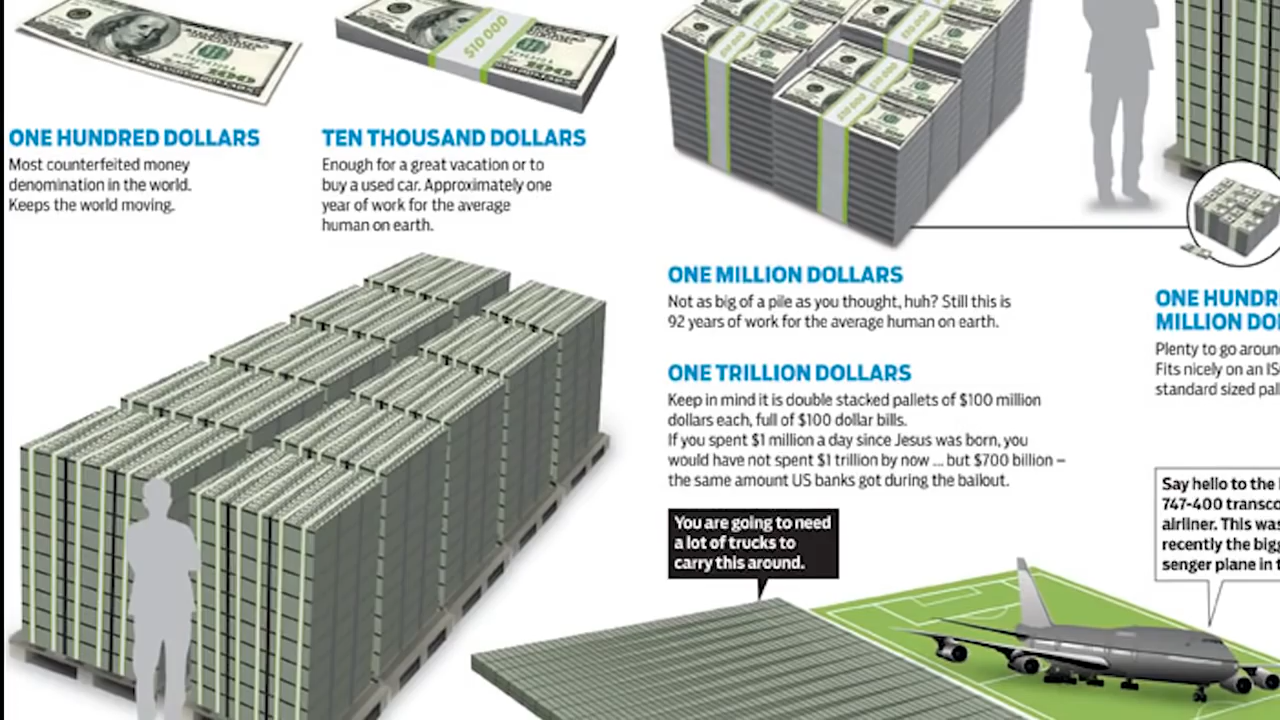 $10 000
ONE HUNDRED DOLLARS
Most counterfeited money
denomination in the world.
Keeps the world moving.
TEN THOUSAND DOLLARS
Enough for a great vacation or to
buy a used car. Approximately one
year of work for the average
human on earth.
ONE MILLION DOLLARS
Not as big of a pile as you thought, huh? Still this is
92 years of work for the average human on earth.
ONE TRILLION DOLLARS
Keep in mind it is double stacked pallets of $100 million
dollars each, full of $100 dollar bills.
If you spent $1 million a day since Jesus was born, you
would have not spent $1 trillion by now ... but $700 billion –
the same amount US banks got during the bailout.
You are going to need
a lot of trucks to
carry this around.
ONE HUNDR
MILLION DO
Plenty to go aroun
Fits nicely on an IS
standard sized pal
Say hello to the
747-400 transco
airliner. This was
recently the big
senger plane in t